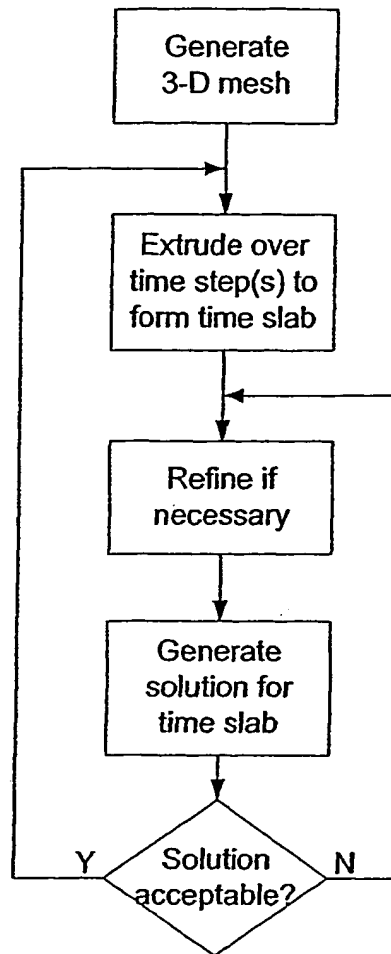 Generate
3-D mesh
Extrude over
time step(s) to
form time slab
Refine if
necessary
Generate
solution for
time slab
Y
Solution
acceptable?
N